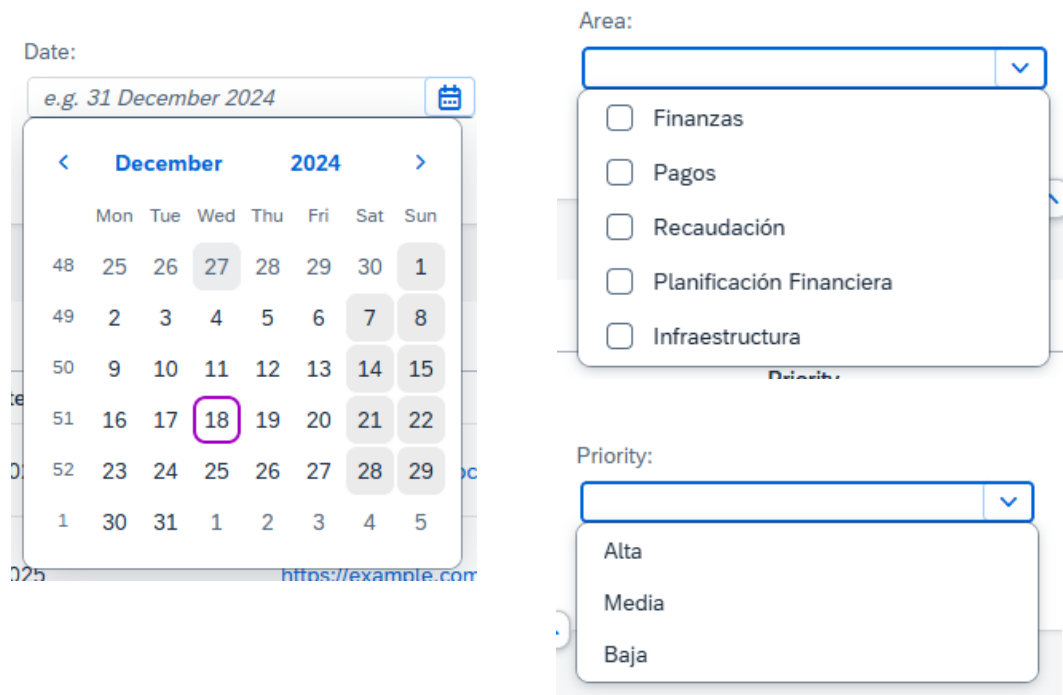 Date:
e.g. 31 December 2024
December 2024
Mon Tue Wed Thu Fri Sat Sun
48 25 26 27 28 29 30 1
49 2 3 4 5 6 7 8
50 9 10 11 12 13 14 15
51 16 17 18 19 20 21 22
52 23 24 25 26 27 28 29
1 30 31 1 2 3 4 5
025 https://example.com
Area:
Finanzas
Pagos
Recaudación
Planificación Financiera
Infraestructura
Priority
Priority:
Alta
Media
Baja